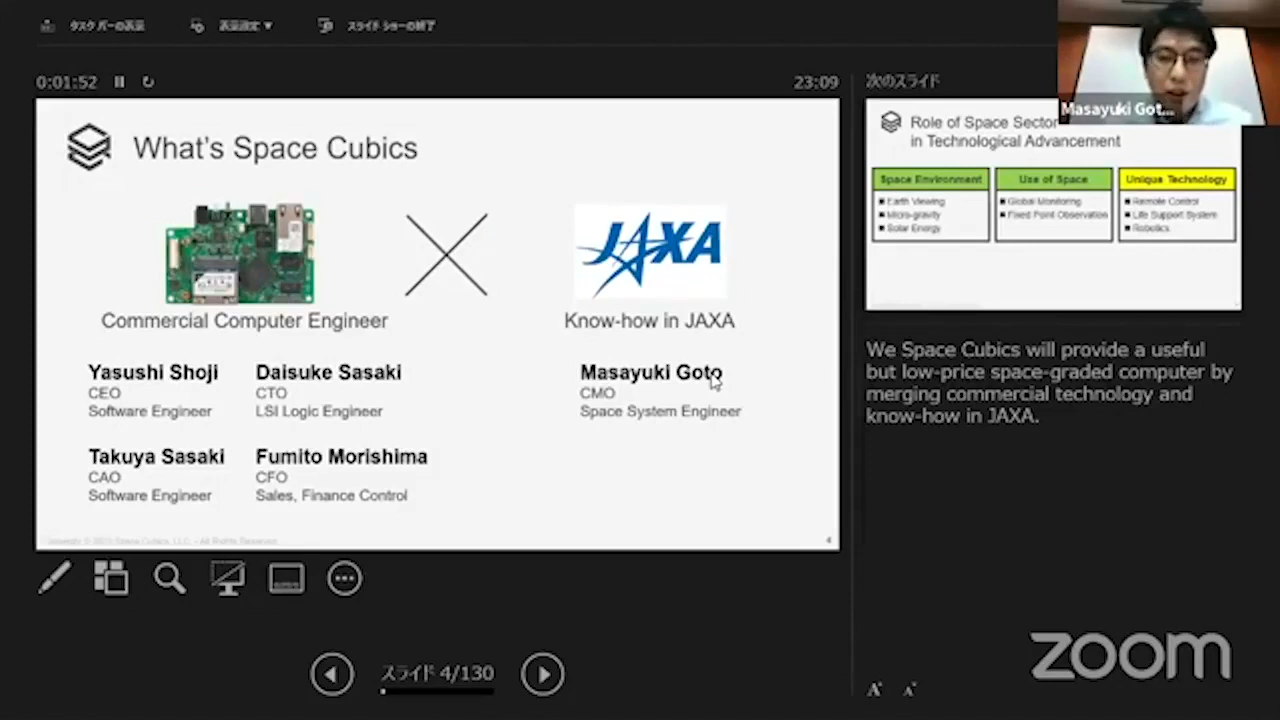 タスク バーの表示
表示設定 ▼
スライド ショーの終了
0:01:52
23:09
次のスライド
Masayuki Got...
What's Space Cubics
JAXA
Commercial Computer Engineer
Know-how in JAXA
Yasushi Shoji
CEO
Software Engineer
Daisuke Sasaki
CTO
LSI Logic Engineer
Masayuki Goto
CMO
Space System Engineer
Takuya Sasaki
CAO
Software Engineer
Fumito Morishima
CFO
Sales, Finance Control
4
Role of Space Sector
in Technological Advancement
Space Environment
Earth Viewing
Micro-gravity
Solar Energy
Use of Space
Global Monitoring
Fixed Point Observation
Unique Technology
Remote Control
Life Support System
Robotics
We Space Cubics will provide a useful
but low-price space-graded computer by
merging commercial technology and
know-how in JAXA.
スライド 4/130
A A
zoom